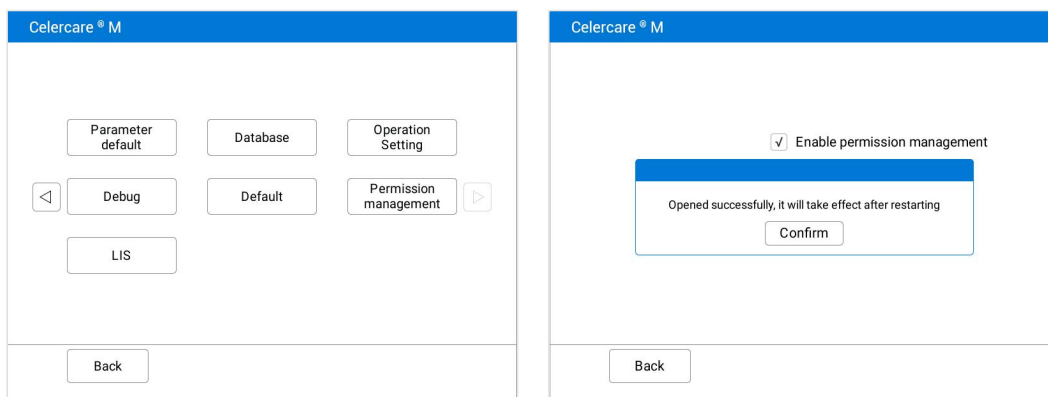 Celercare ® M
Parameter
default
Database
Operation
Setting
Debug
Default
Permission
management
LIS
Back
Celercare ® M
√ Enable permission management
Opened successfully, it will take effect after restarting
Confirm
Back